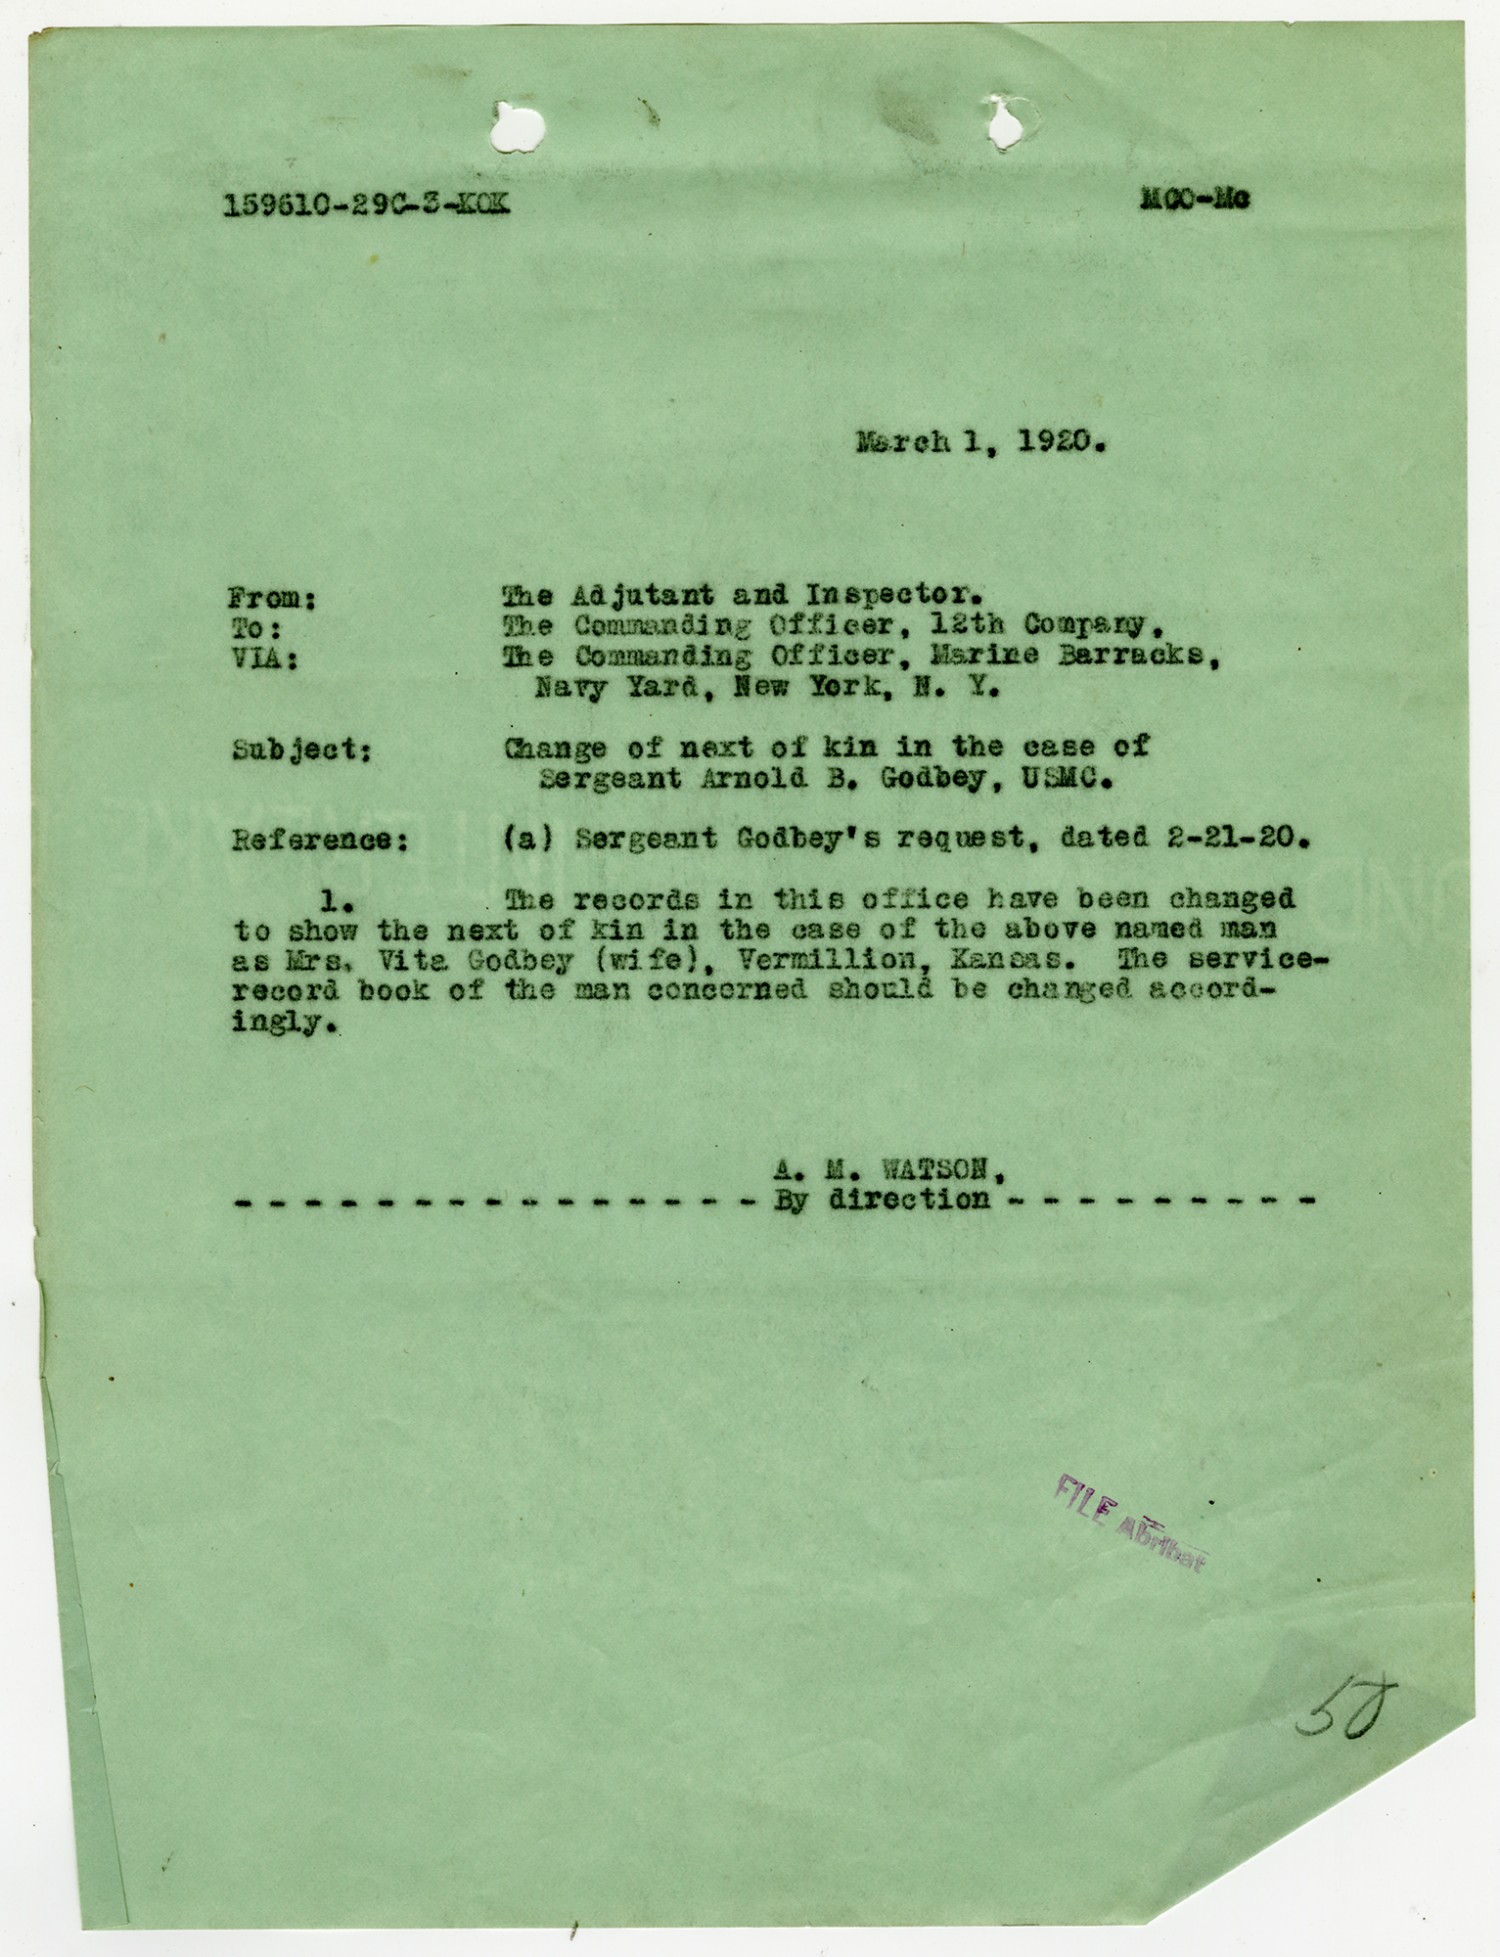 159610-29C-3-KCK
MCC-Mc
March 1, 1920.
From: The Adjutant and Inspector.
To: The Commanding Officer, 12th Company,
VIA: The Commanding Officer, Marine Barracks,
Navy Yard, New York, N. Y.
Subject: Change of next of kin in the case of
Sergeant Arnold B. Godbey, USMC.
Reference: (a) Sergeant Godbey's request, dated 2-21-20.
1. The records in this office have been changed
to show the next of kin in the case of the above named man
as Mrs. Vita Godbey (wife), Vermillion, Kansas. The service-
record book of the man concerned should be changed accord-
ingly.
A. M. WATSON,
- - - - - - - - - - - - - - - By direction - - - - - - - - -
FILE Abribat
50